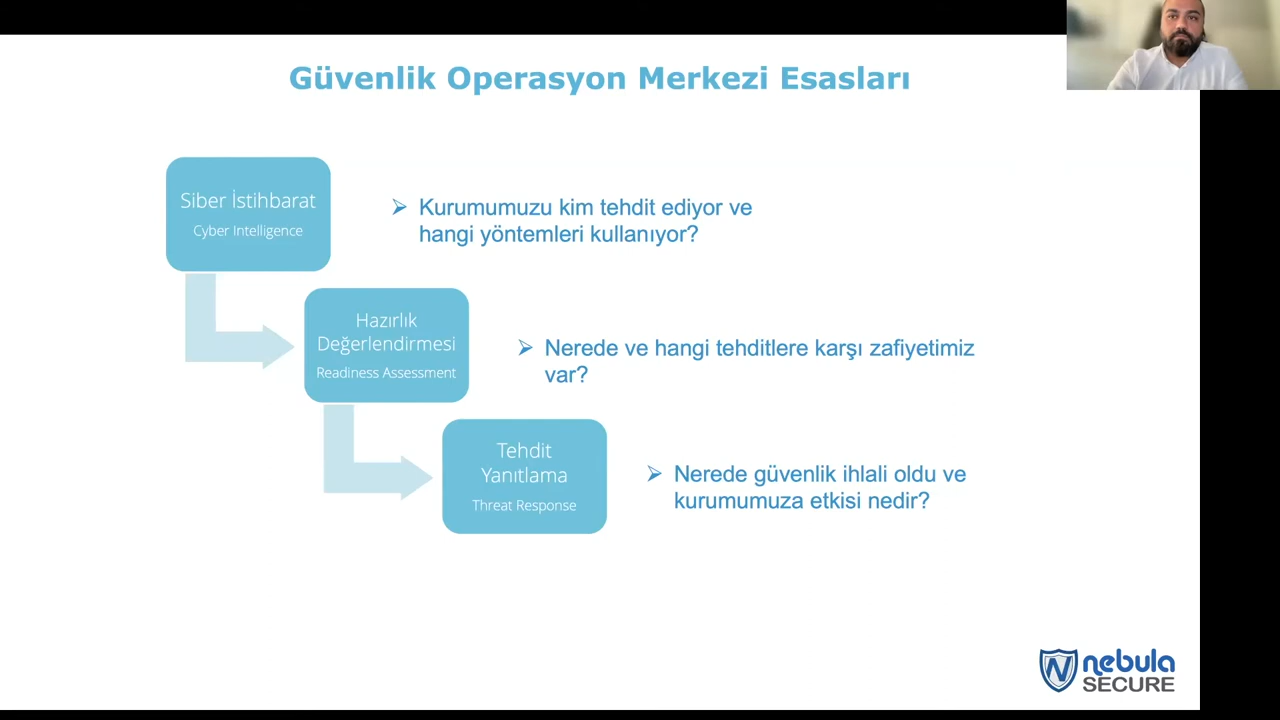 Güvenlik Operasyon Merkezi Esasları
Siber İstihbarat
Cyber Intelligence
Kurumumuzu kim tehdit ediyor ve
hangi yöntemleri kullanıyor?
Hazırlık
Değerlendirmesi
Readiness Assessment
Nerede ve hangi tehditlere karşı zafiyetimiz
var?
Tehdit
Yanıtlama
Threat Response
Nerede güvenlik ihlali oldu ve
kurumumuza etkisi nedir?
N
nebula
SECURE